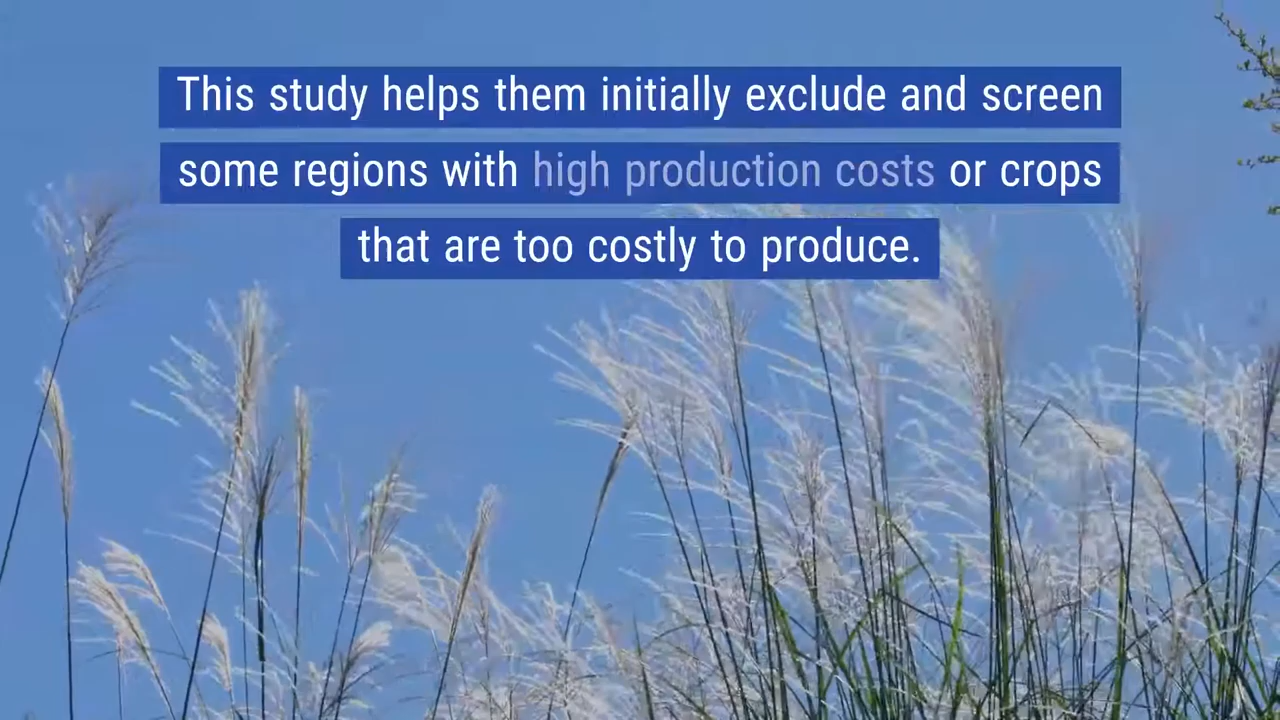 This study helps them initially exclude and screen
some regions with high production costs or crops
that are too costly to produce.